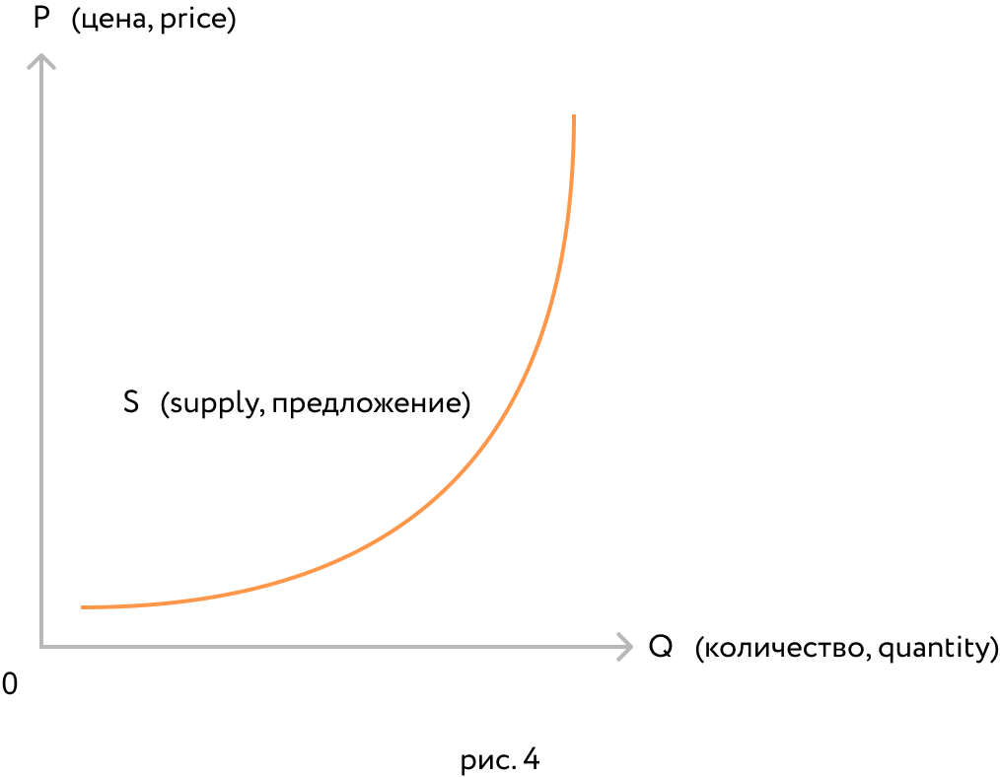 P (цена, price)
S (supply, предложение)
Q (количество, quantity)
0
рис. 4